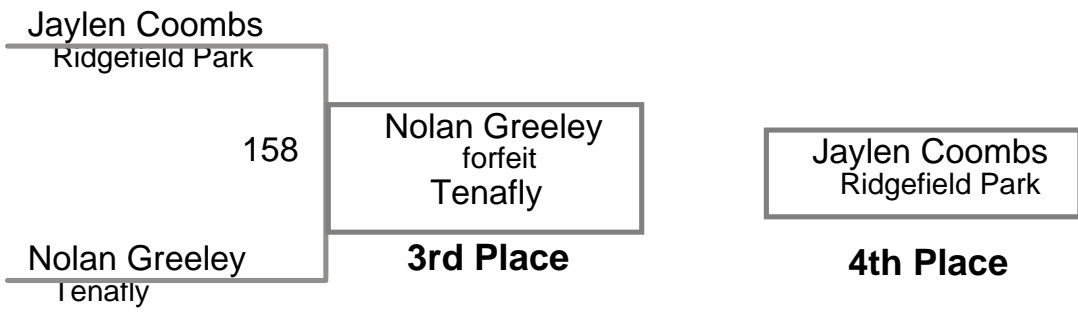 Jaylen Coombs
Ridgefield Park
158
Nolan Greeley
Tenafly
Nolan Greeley
forfeit
Tenafly
3rd Place
Jaylen Coombs
Ridgefield Park
4th Place